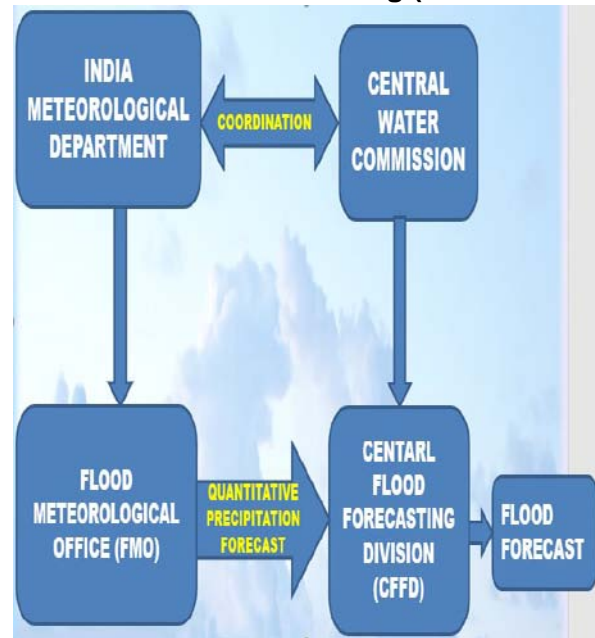 INDIA
METEOROLOGICAL
DEPARTMENT
COORDINATION
CENTRAL
WATER
COMMISSION
FLOOD
METEOROLOGICAL
OFFICE (FMO)
QUANTITATIVE
PRECIPITATION
FORECAST
CENTARL
FLOOD
FORECASTING
DIVISION
(CFFD)
FLOOD
FORECAST